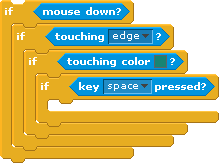 if mouse down?
if touching edge ?
if touching color ?
if key space pressed?